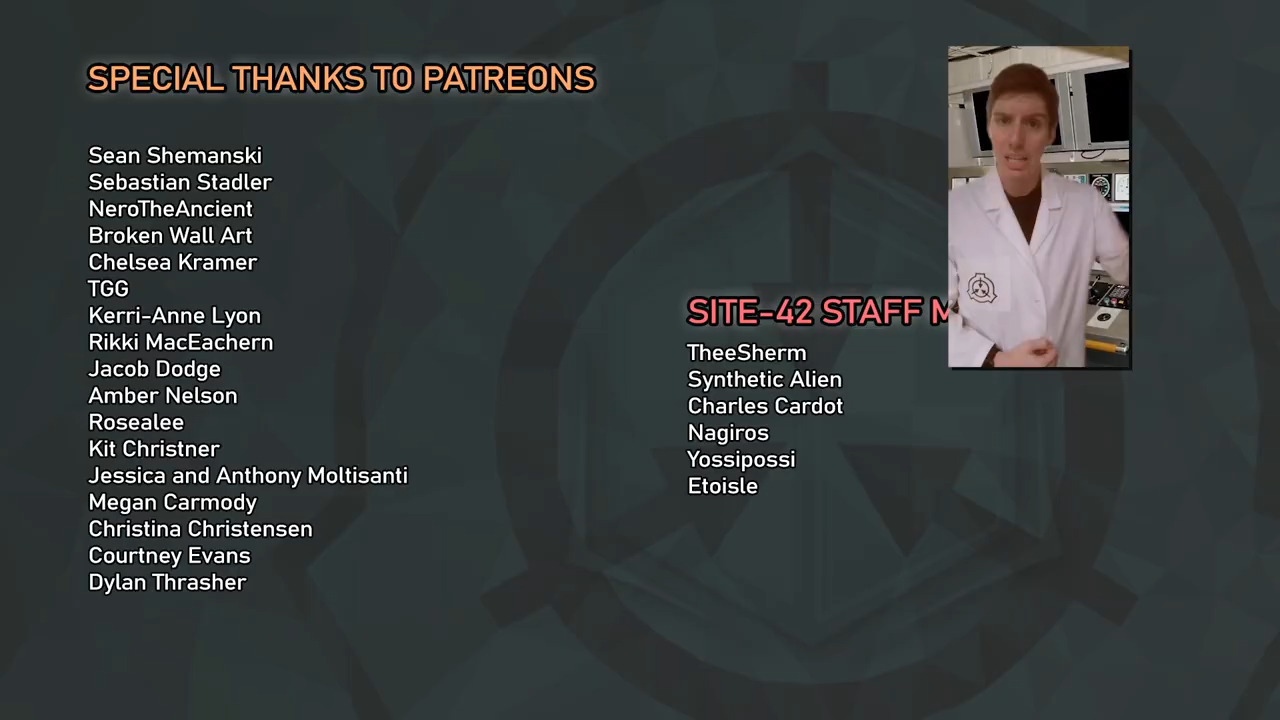 SPECIAL THANKS TO PATREONS
Sean Shemanski
Sebastian Stadler
NeroTheAncient
Broken Wall Art
Chelsea Kramer
TGG
Kerri-Anne Lyon
Rikki MacEachern
Jacob Dodge
Amber Nelson
Rosealee
Kit Christner
Jessica and Anthony Moltisanti
Megan Carmody
Christina Christensen
Courtney Evans
Dylan Thrasher
SITE-42 STAFF M
TheeSherm
Synthetic Alien
Charles Cardot
Nagiros
Yossipossi
Etoisle